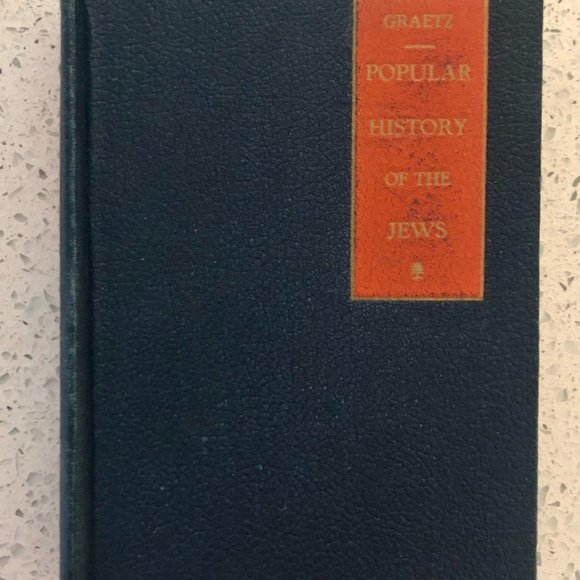 GRAETZ
POPULAR
HISTORY
OF THE
JEWS